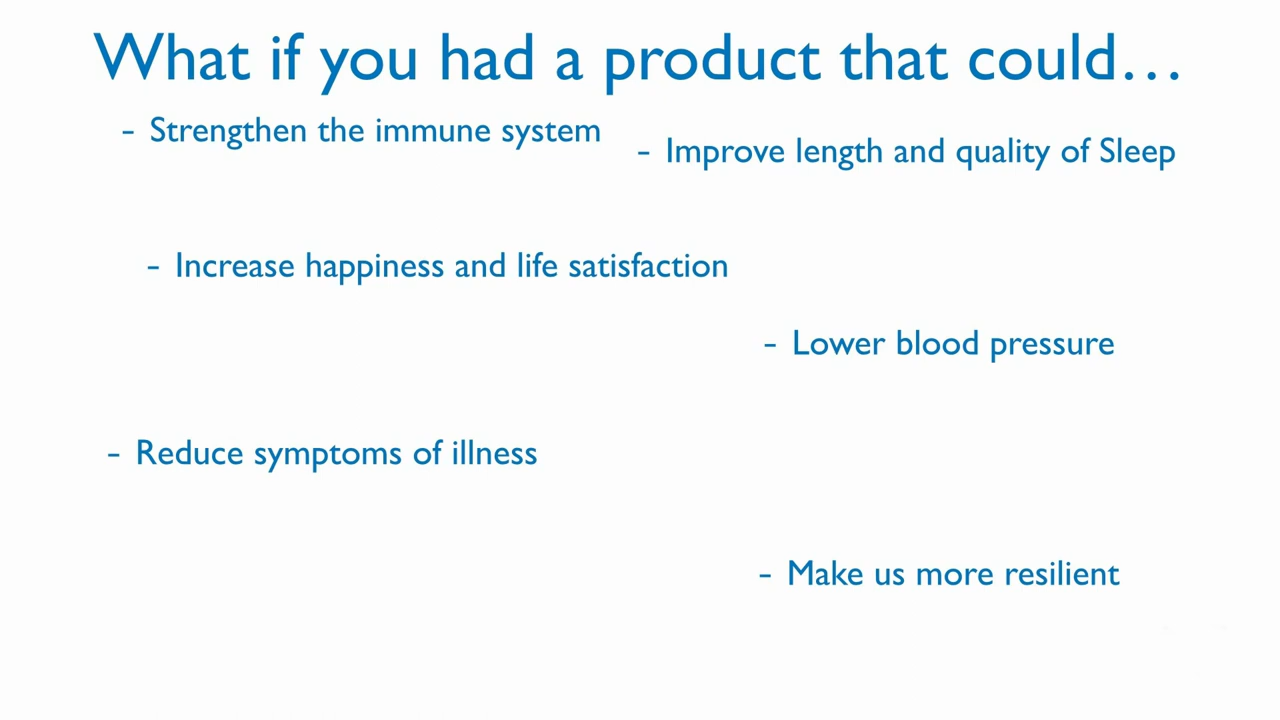 What if you had a product that could…
- Strengthen the immune system
- Improve length and quality of Sleep
- Increase happiness and life satisfaction
- Lower blood pressure
- Reduce symptoms of illness
- Make us more resilient